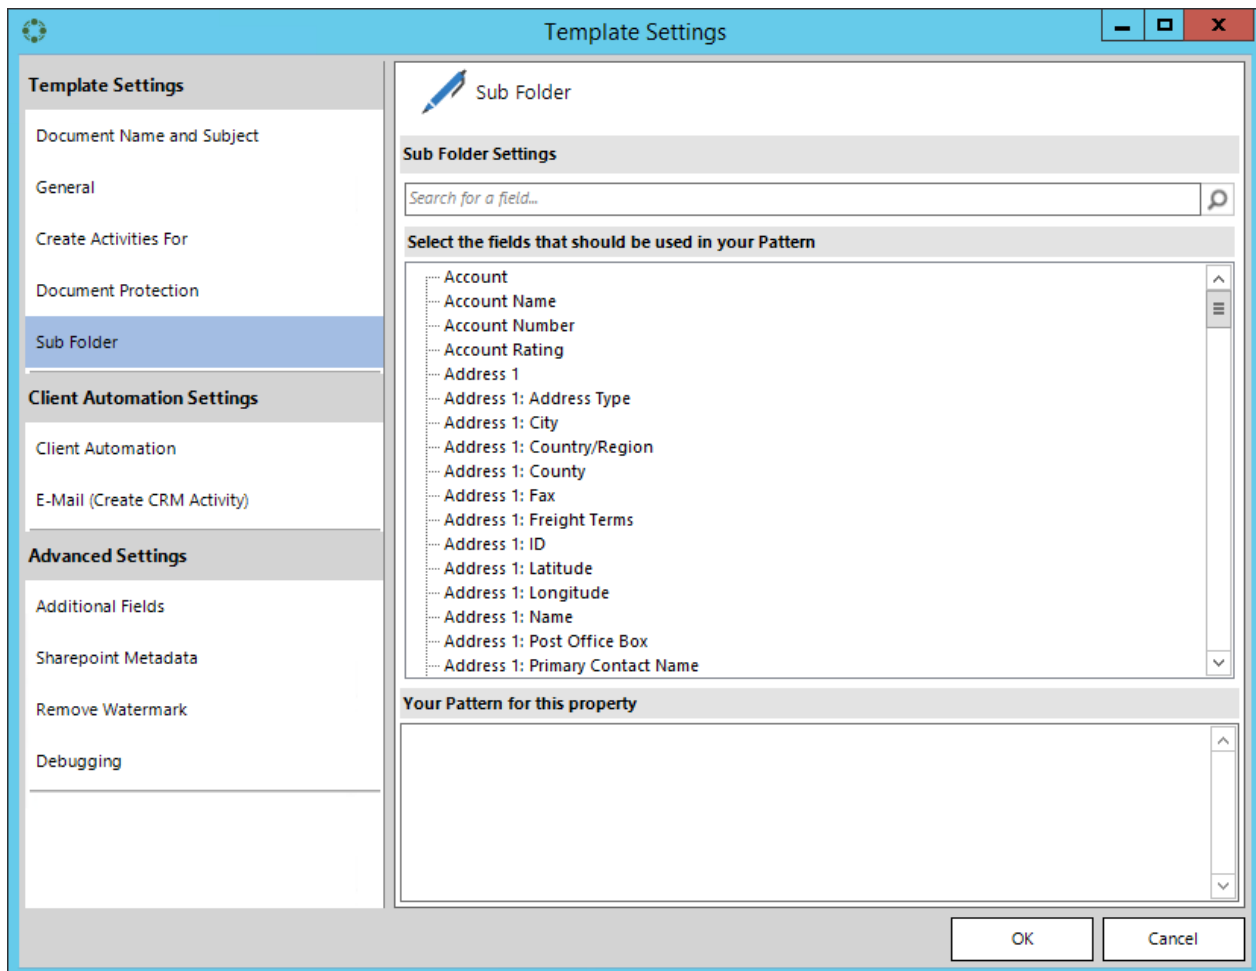 Template Settings
Template Settings
Document Name and Subject
General
Create Activities For
Document Protection
Sub Folder
Client Automation Settings
Client Automation
E-Mail (Create CRM Activity)
Advanced Settings
Additional Fields
Sharepoint Metadata
Remove Watermark
Debugging
Sub Folder
Sub Folder Settings
Search for a field...
Select the fields that should be used in your Pattern
Account
Account Name
Account Number
Account Rating
Address 1
Address 1: Address Type
Address 1: City
Address 1: Country/Region
Address 1: County
Address 1: Fax
Address 1: Freight Terms
Address 1: ID
Address 1: Latitude
Address 1: Longitude
Address 1: Name
Address 1: Post Office Box
Address 1: Primary Contact Name
Your Pattern for this property
OK
Cancel